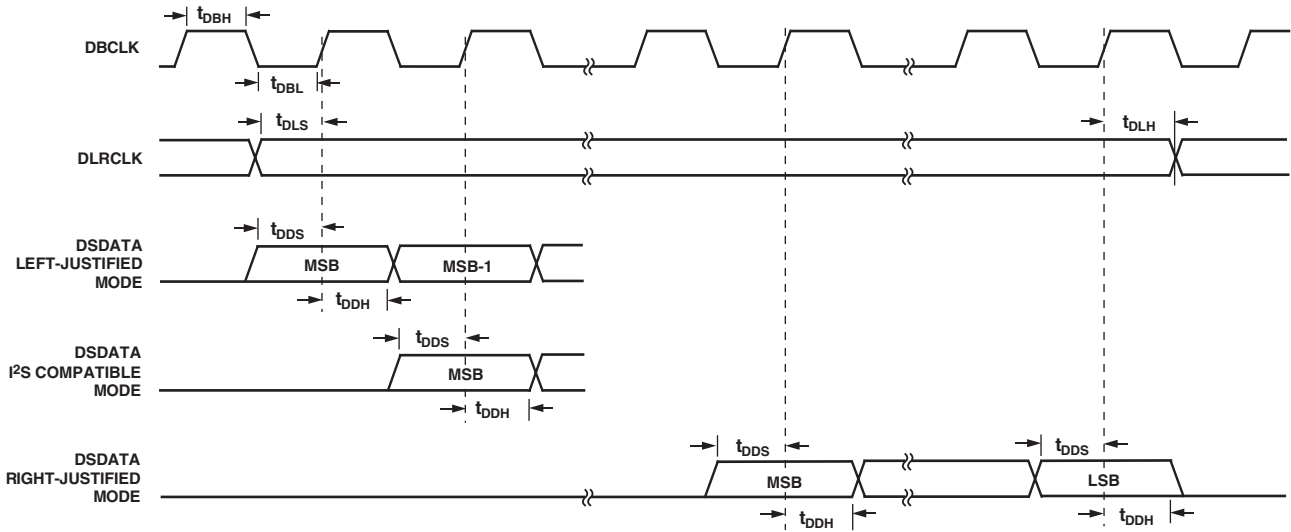 tDBH
DBCLK
tDBL
tDLS
tDLH
DLRCLK
tDDS
DSDATA
LEFT-JUSTIFIED
MODE
MSB
MSB-1
tDDH
tDDS
DSDATA
I²S COMPATIBLE
MODE
MSB
tDDH
DSDATA
RIGHT-JUSTIFIED
MODE
tDDS
tDDS
MSB
LSB
tDDH
tDDH